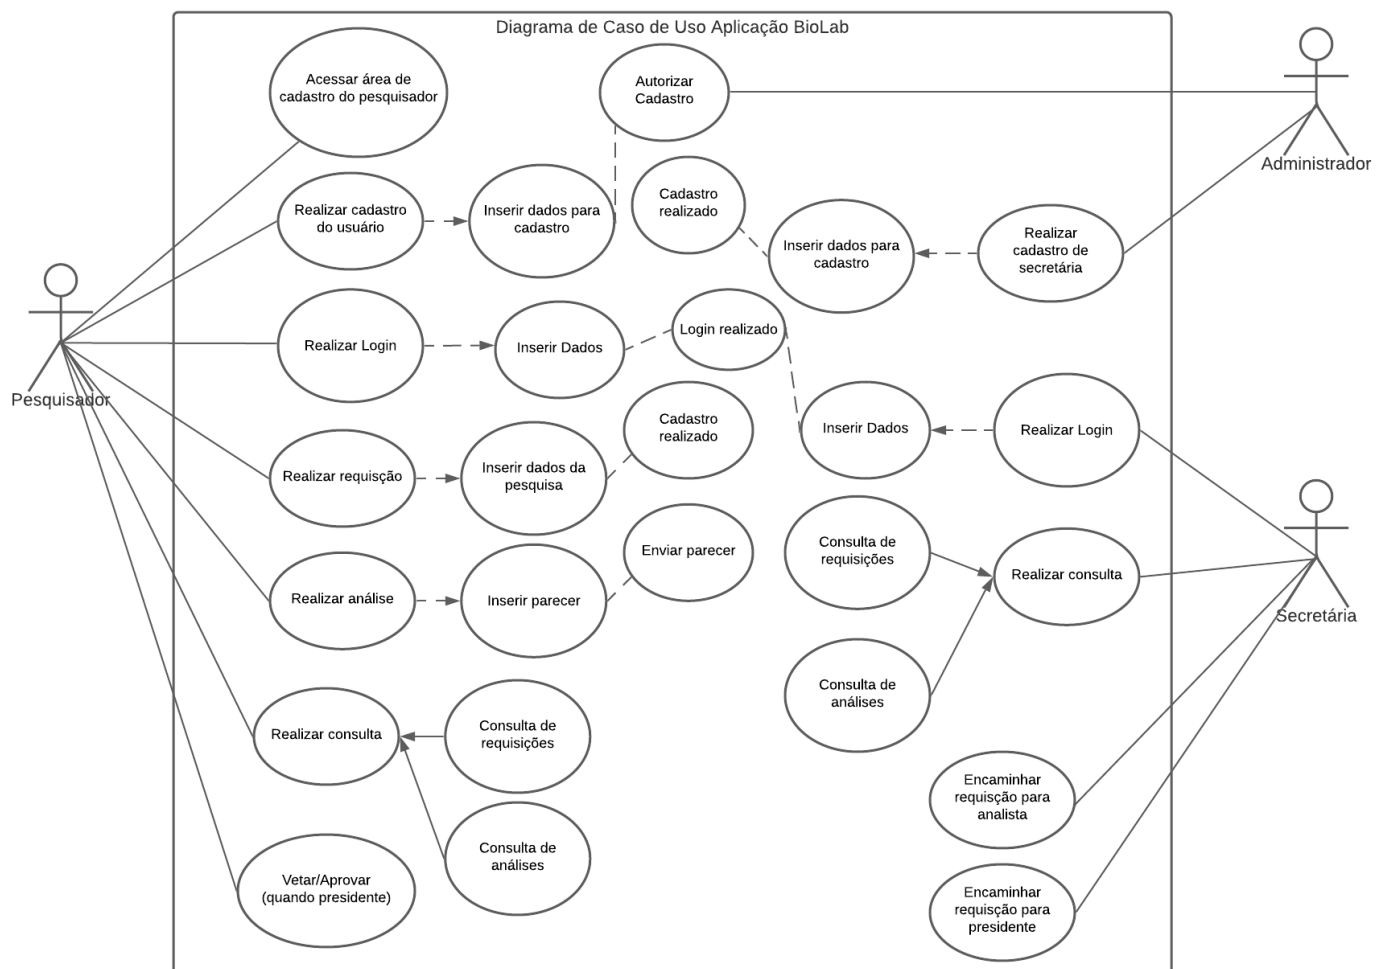 Diagrama de Caso de Uso Aplicação BioLab
Acessar área de
cadastro do pesquisador
Autorizar
Cadastro
Administrador
Realizar cadastro
do usuário
Inserir dados para
cadastro
Cadastro
realizado
Inserir dados para
cadastro
Realizar
cadastro de
secretária
Pesquisador
Realizar Login
Inserir Dados
Login realizado
Cadastro
realizado
Inserir Dados
Realizar Login
Realizar requisção
Inserir dados da
pesquisa
Enviar parecer
Consulta de
requisições
Realizar consulta
Secretária
Realizar análise
Inserir parecer
Consulta de
análises
Realizar consulta
Consulta de
requisições
Encaminhar
requisção para
analista
Consulta de
análises
Vetar/Aprovar
(quando presidente)
Encaminhar
requisção para
presidente